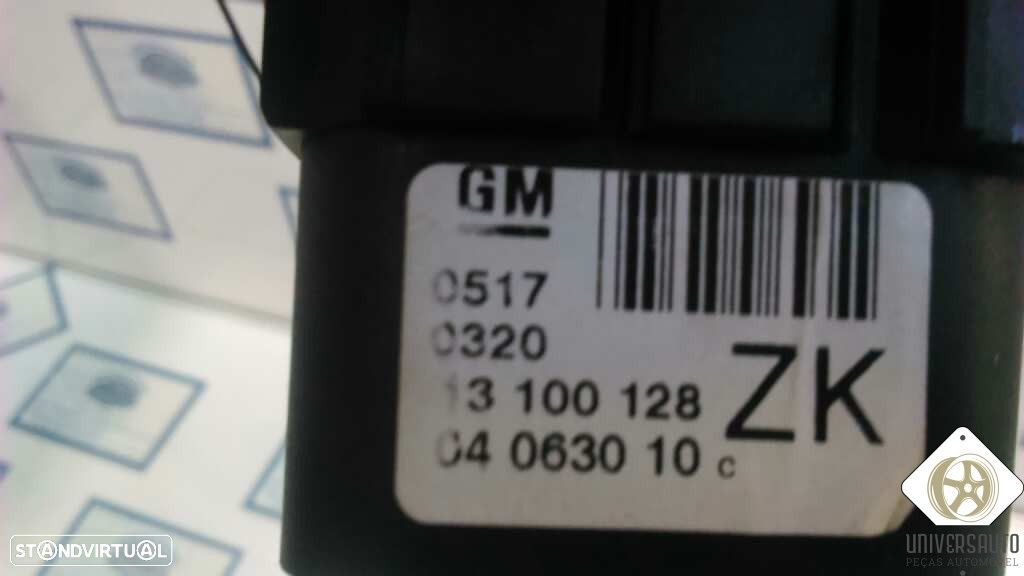 GM
0517
0320
13 100 128
04 0630 10 c
ZK
STANDVIRTUAL
UNIVERSAUTO
PEÇAS AUTOMÓVEL